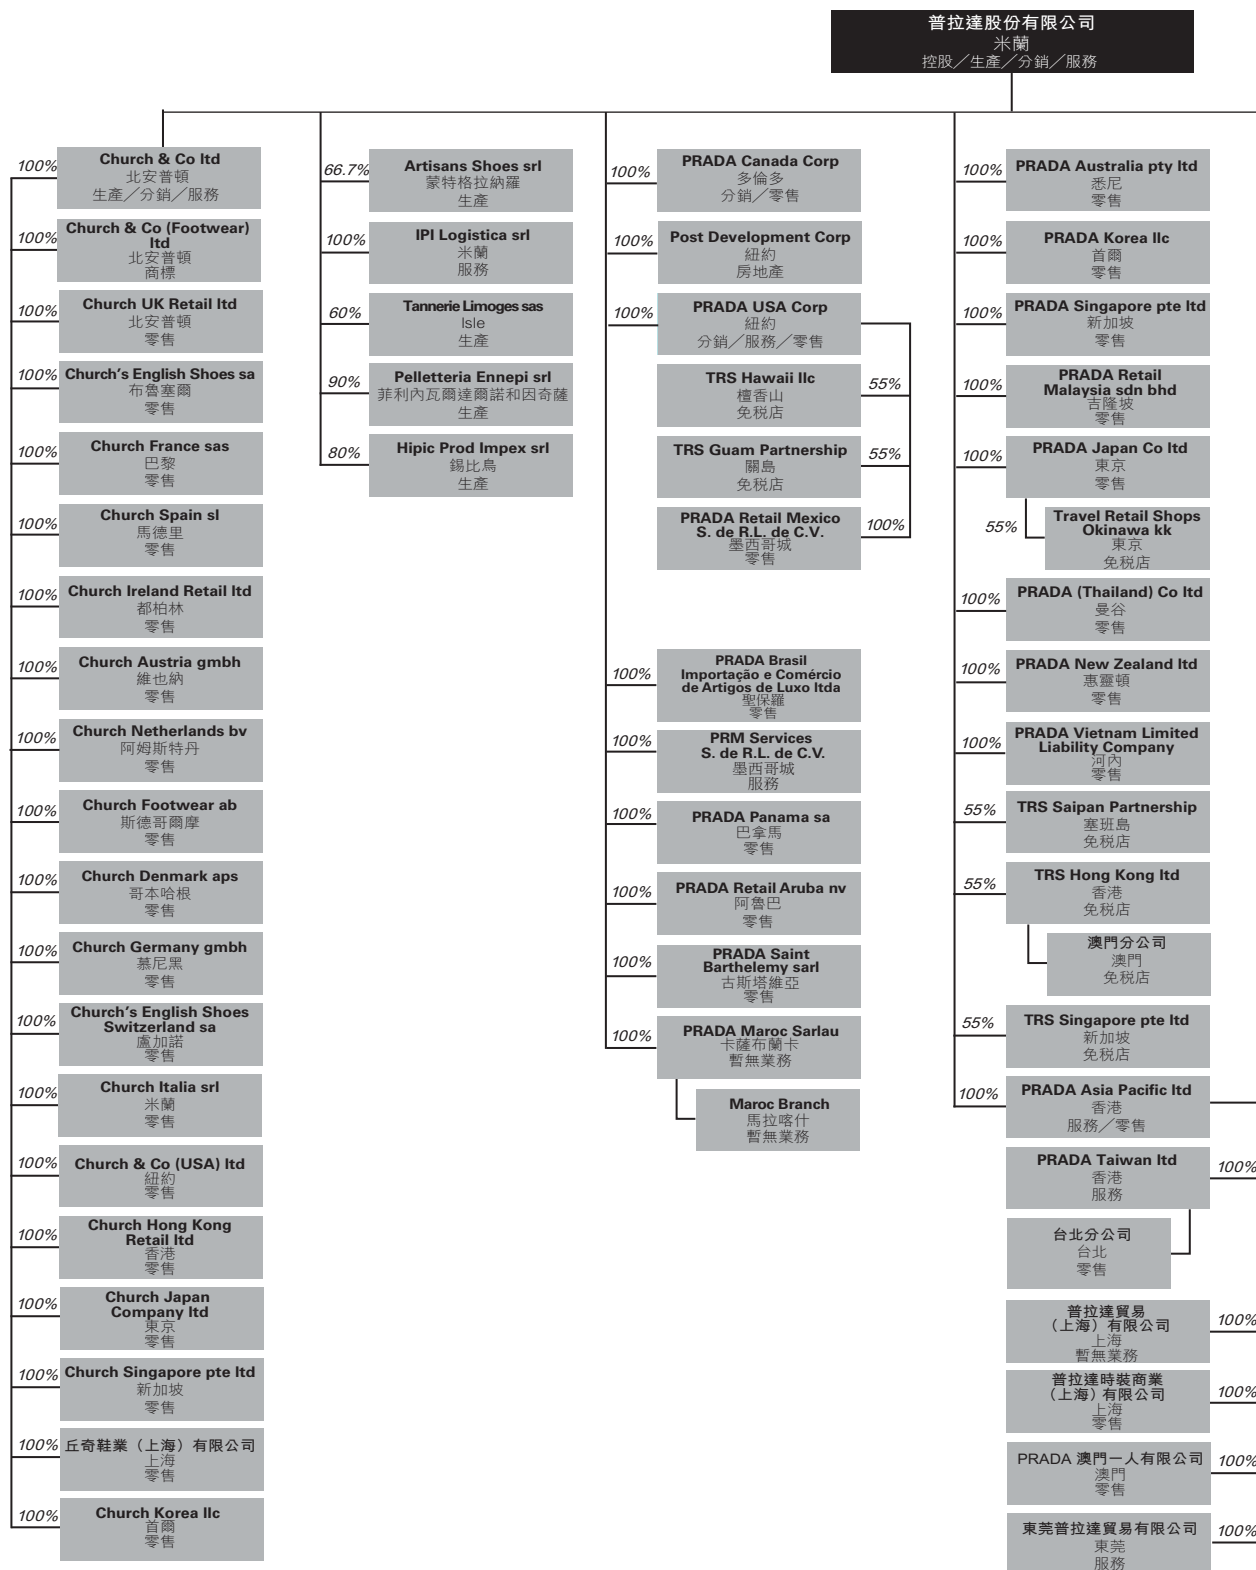 普拉達股份有限公司
米蘭
控股／生產／分銷／服務
100%
Church & Co ltd
北安普頓
生產／分銷／服務
100%
Church & Co (Footwear)
ltd
北安普頓
商標
100%
Church UK Retail ltd
北安普頓
零售
100%
Church's English Shoes sa
布魯塞爾
零售
100%
Church France sas
巴黎
零售
100%
Church Spain sl
馬德里
零售
100%
Church Ireland Retail ltd
都柏林
零售
100%
Church Austria gmbh
維也納
零售
100%
Church Netherlands bv
阿姆斯特丹
零售
100%
Church Footwear ab
斯德哥爾摩
零售
100%
Church Denmark aps
哥本哈根
零售
100%
Church Germany gmbh
慕尼黑
零售
100%
Church's English Shoes
Switzerland sa
盧加諾
零售
100%
Church Italia srl
米蘭
零售
100%
Church & Co (USA) ltd
紐約
零售
100%
Church Hong Kong
Retail ltd
香港
零售
100%
Church Japan
Company ltd
東京
零售
100%
Church Singapore pte ltd
新加坡
零售
100%
丘奇鞋業（上海）有限公司
上海
零售
100%
Church Korea llc
首爾
零售
66.7%
Artisans Shoes srl
蒙特格拉納羅
生產
100%
IPI Logistica srl
米蘭
服務
60%
Tannerie Limoges sas
Isle
生產
90%
Pelletteria Ennepi srl
菲利內瓦爾達爾諾和因奇薩
生產
80%
Hipic Prod Impex srl
錫比烏
生產
100%
PRADA Canada Corp
多倫多
分銷／零售
100%
Post Development Corp
紐約
房地產
100%
PRADA USA Corp
紐約
分銷／服務／零售
TRS Hawaii llc
檀香山
免税店
55%
TRS Guam Partnership
關島
免税店
55%
PRADA Retail Mexico
S. de R.L. de C.V.
墨西哥城
零售
100%
100%
PRADA Brasil
Importação e Comércio
de Artigos de Luxo ltda
聖保羅
零售
100%
PRM Services
S. de R.L. de C.V.
墨西哥城
服務
100%
PRADA Panama sa
巴拿馬
零售
100%
PRADA Retail Aruba nv
阿魯巴
零售
100%
PRADA Saint
Barthelemy sarl
古斯塔維亞
零售
100%
PRADA Maroc Sarlau
卡薩布蘭卡
暫無業務
Maroc Branch
馬拉喀什
暫無業務
100%
PRADA Australia pty ltd
悉尼
零售
100%
PRADA Korea llc
首爾
零售
100%
PRADA Singapore pte ltd
新加坡
零售
100%
PRADA Retail
Malaysia sdn bhd
吉隆坡
零售
100%
PRADA Japan Co ltd
東京
零售
55%
Travel Retail Shops
Okinawa kk
東京
免税店
100%
PRADA (Thailand) Co ltd
曼谷
零售
100%
PRADA New Zealand ltd
惠靈頓
零售
100%
PRADA Vietnam Limited
Liability Company
河內
零售
55%
TRS Saipan Partnership
塞班島
免税店
55%
TRS Hong Kong ltd
香港
免税店
澳門分公司
澳門
免税店
55%
TRS Singapore pte ltd
新加坡
免税店
100%
PRADA Asia Pacific ltd
香港
服務／零售
PRADA Taiwan ltd
香港
服務
100%
台北分公司
台北
零售
普拉達貿易
（上海）有限公司
上海
暫無業務
100%
普拉達時裝商業
（上海）有限公司
上海
零售
100%
PRADA 澳門一人有限公司
澳門
零售
100%
東莞普拉達貿易有限公司
東莞
服務
100%